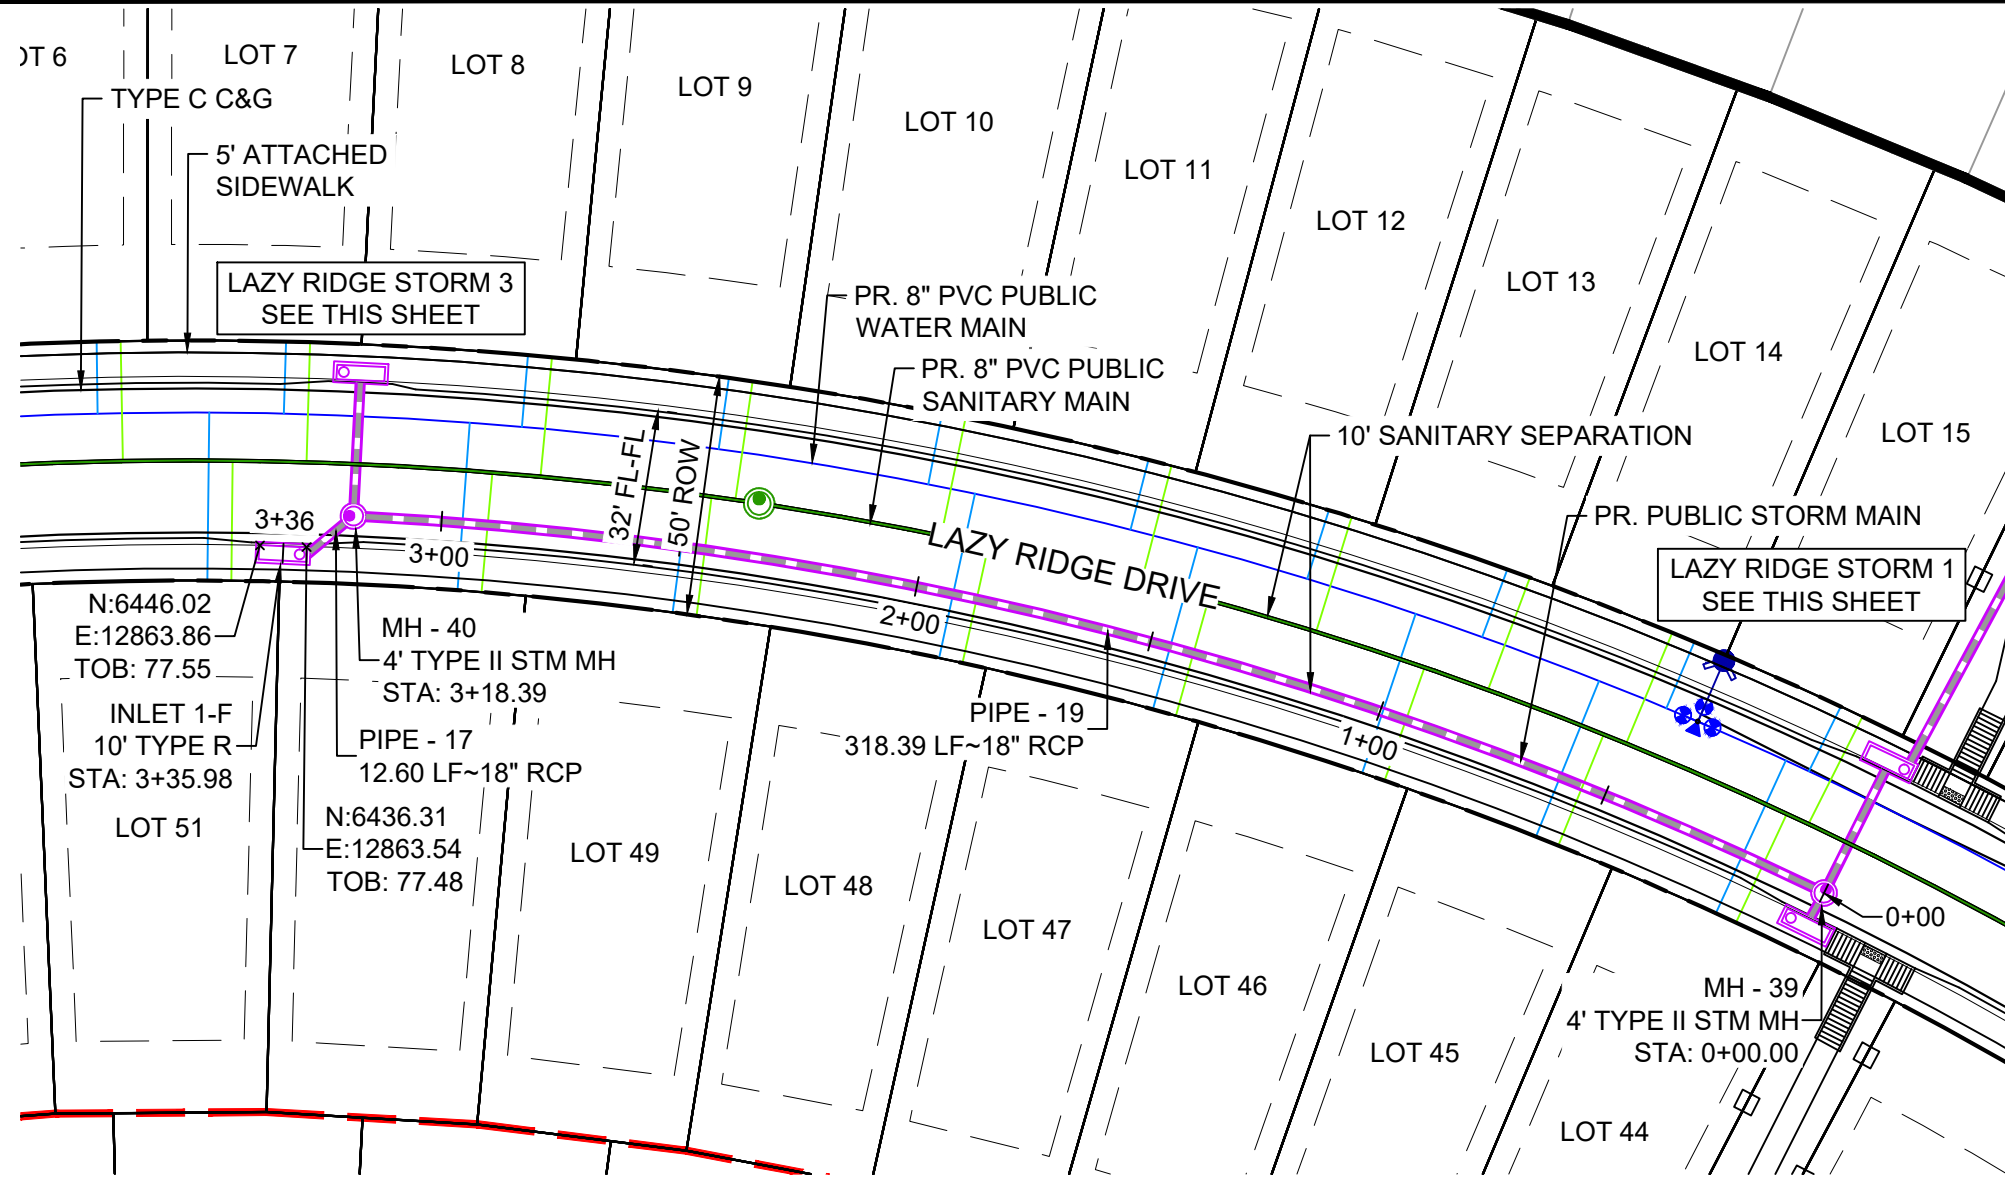 OT 6
LOT 7
LOT 8
LOT 9
LOT 10
LOT 11
LOT 12
LOT 13
LOT 14
LOT 15
TYPE C C&G
5' ATTACHED
SIDEWALK
LAZY RIDGE STORM 3
SEE THIS SHEET
PR. 8" PVC PUBLIC
WATER MAIN
PR. 8" PVC PUBLIC
SANITARY MAIN
10' SANITARY SEPARATION
PR. PUBLIC STORM MAIN
LAZY RIDGE STORM 1
SEE THIS SHEET
32' FL-FL
50' ROW
LAZY RIDGE DRIVE
3+36
3+00
2+00
1+00
0+00
N:6446.02
E:12863.86
TOB: 77.55
INLET 1-F
10' TYPE R
STA: 3+35.98
MH - 40
4' TYPE II STM MH
STA: 3+18.39
PIPE - 17
12.60 LF~18" RCP
N:6436.31
E:12863.54
TOB: 77.48
PIPE - 19
318.39 LF~18" RCP
MH - 39
4' TYPE II STM MH
STA: 0+00.00
LOT 51
LOT 49
LOT 48
LOT 47
LOT 46
LOT 45
LOT 44